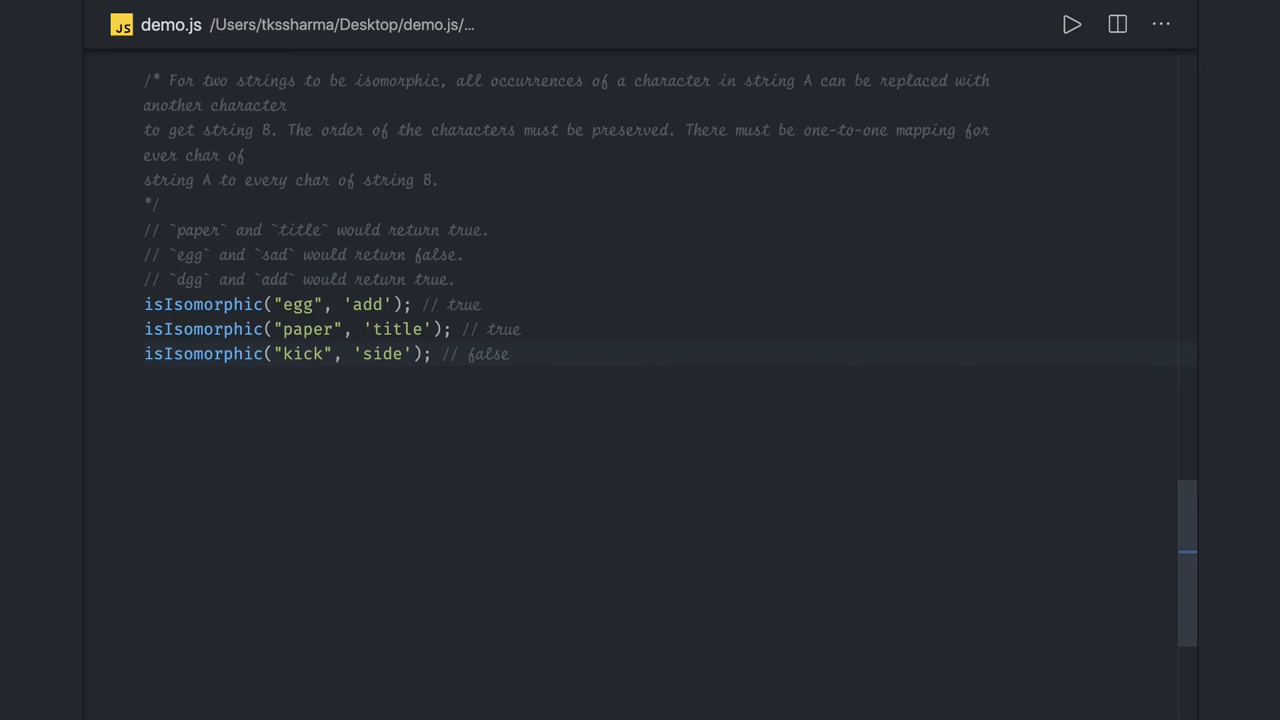 JS demo.js /Users/tkssharma/Desktop/demo.js/...
/* For two strings to be isomorphic, all occurrences of a character in string A can be replaced with
another character
to get string B. The order of the characters must be preserved. There must be one-to-one mapping for
ever char of
string A to every char of string B.
*/
// `paper` and `title` would return true.
// `egg` and `sad` would return false.
// `dgg` and `add` would return true.
isIsomorphic("egg", 'add'); // true
isIsomorphic("paper", 'title'); // true
isIsomorphic("kick", 'side'); // false